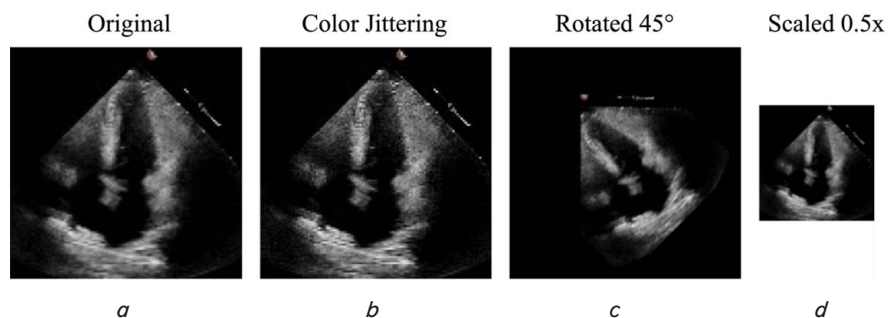 Original
Color Jittering
Rotated 45°
Scaled 0.5x
a
b
c
d